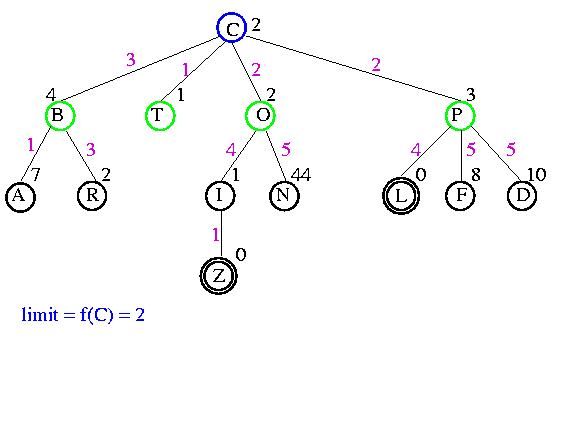 C 2
3 1 2 2
4 1 2 3
B T O P
1 3 4 5 4 5 5
7 2 1 44 0 8 10
A R I N L F D
1
0
Z
limit = f(C) = 2